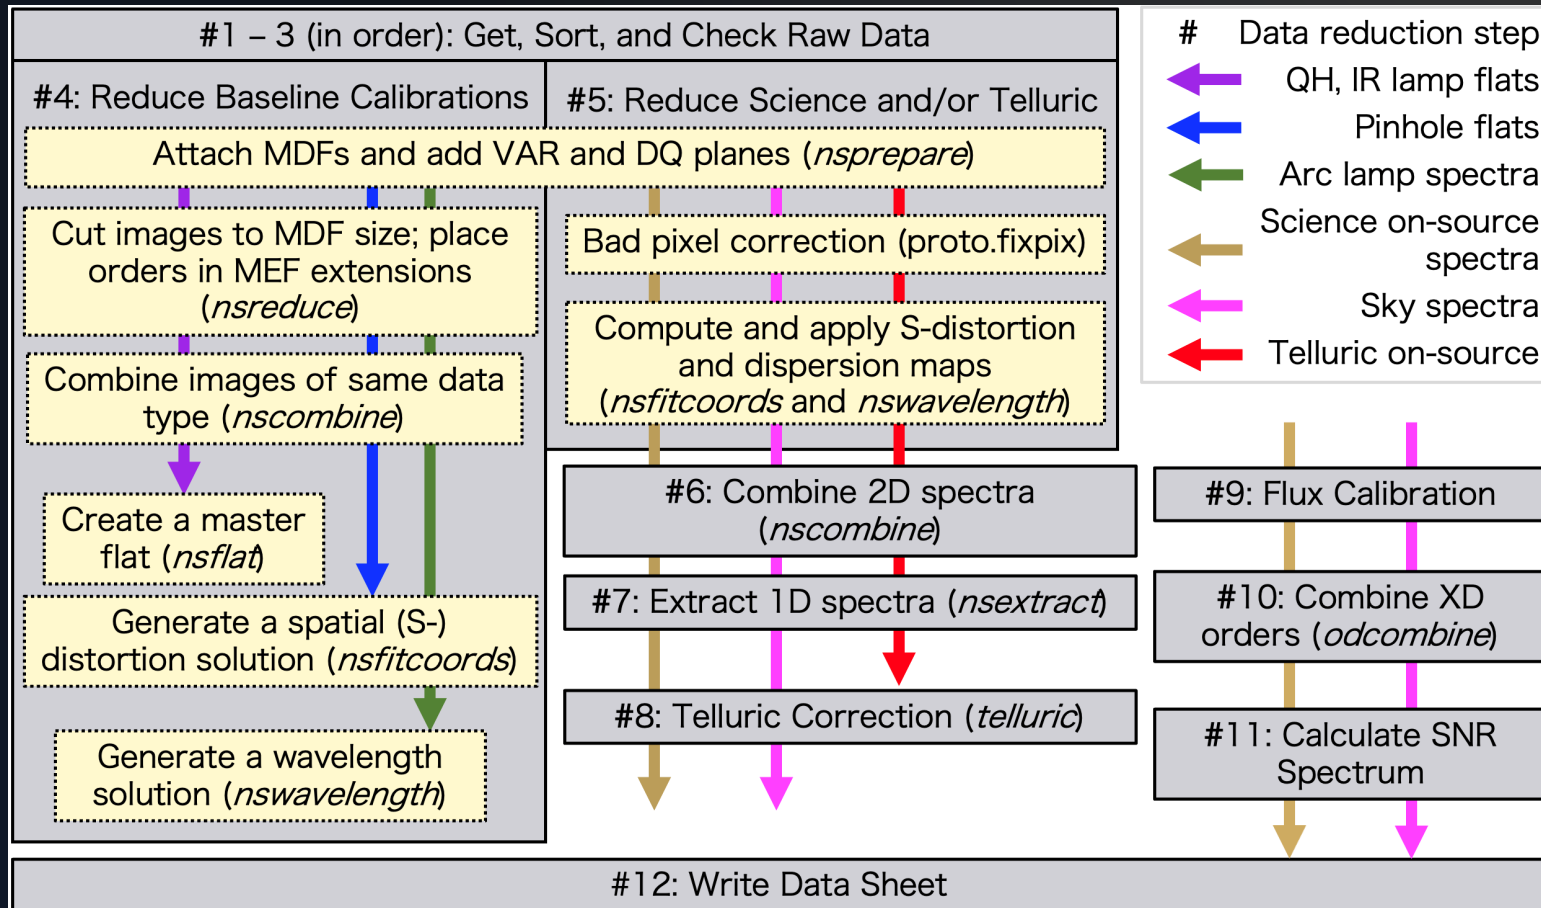 #1 – 3 (in order): Get, Sort, and Check Raw Data
#4: Reduce Baseline Calibrations
#5: Reduce Science and/or Telluric
Attach MDFs and add VAR and DQ planes (nsprepare)
Cut images to MDF size; place
orders in MEF extensions
(nsreduce)
Combine images of same data
type (nscombine)
Create a master
flat (nsflat)
Generate a spatial (S-)
distortion solution (nsfitcoords)
Generate a wavelength
solution (nswavelength)
Bad pixel correction (proto.fixpix)
Compute and apply S-distortion
and dispersion maps
(nsfitcoords and nswavelength)
#6: Combine 2D spectra
(nscombine)
#7: Extract 1D spectra (nsextract)
#8: Telluric Correction (telluric)
# Data reduction step
QH, IR lamp flats
Pinhole flats
Arc lamp spectra
Science on-source
spectra
Sky spectra
Telluric on-source
#9: Flux Calibration
#10: Combine XD
orders (odcombine)
#11: Calculate SNR
Spectrum
#12: Write Data Sheet